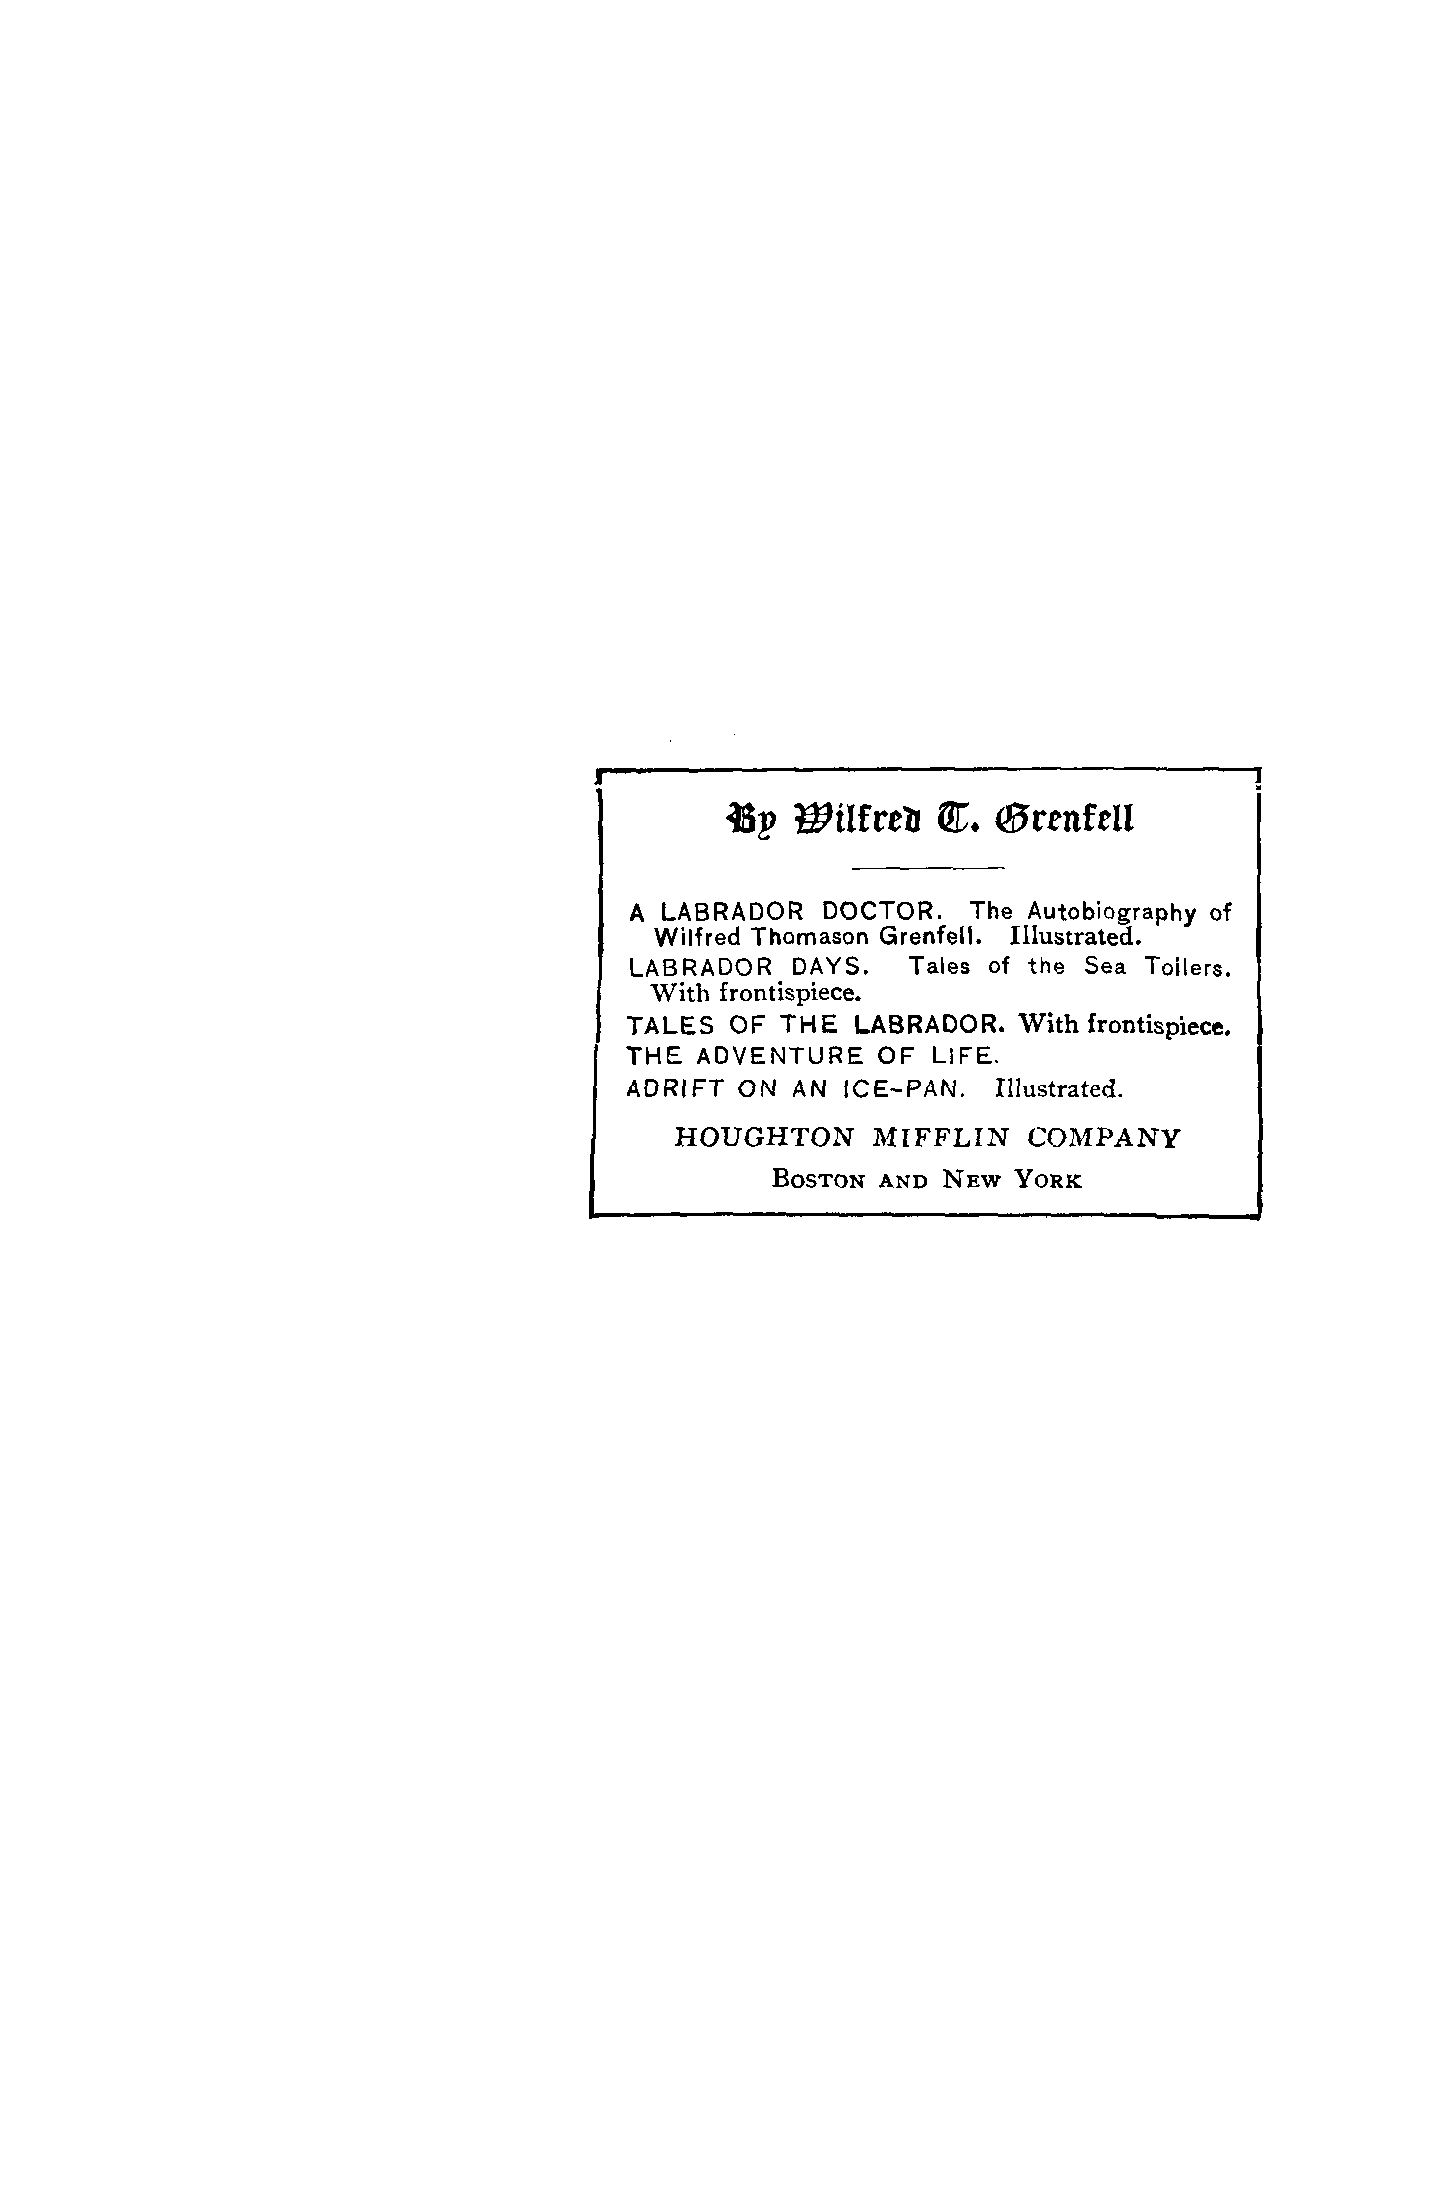 By Wilfred T. Grenfell
A LABRADOR DOCTOR. The Autobiography of
Wilfred Thomason Grenfell. Illustrated.
LABRADOR DAYS. Tales of the Sea Toilers.
With frontispiece.
TALES OF THE LABRADOR. With frontispiece.
THE ADVENTURE OF LIFE.
ADRIFT ON AN ICE-PAN. Illustrated.
HOUGHTON MIFFLIN COMPANY
BOSTON AND NEW YORK